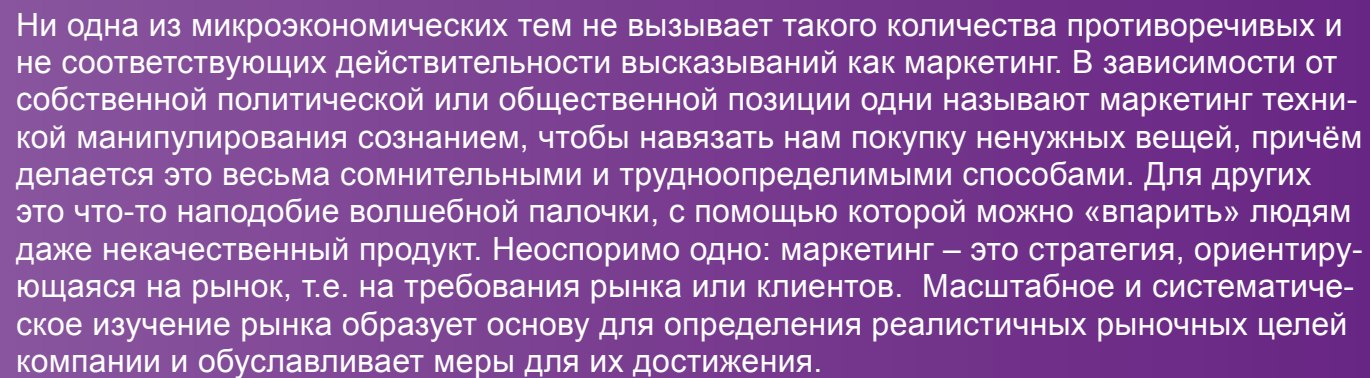 Ни одна из микроэкономических тем не вызывает такого количества противоречивых и
не соответствующих действительности высказываний как маркетинг. В зависимости от
собственной политической или общественной позиции одни называют маркетинг техни-
кой манипулирования сознанием, чтобы навязать нам покупку ненужных вещей, причём
делается это весьма сомнительными и трудноопределимыми способами. Для других
это что-то наподобие волшебной палочки, с помощью которой можно «впарить» людям
даже некачественный продукт. Неоспоримо одно: маркетинг – это стратегия, ориентиру-
ющаяся на рынок, т.е. на требования рынка или клиентов.  Масштабное и систематиче-
ское изучение рынка образует основу для определения реалистичных рыночных целей
компании и обуславливает меры для их достижения.